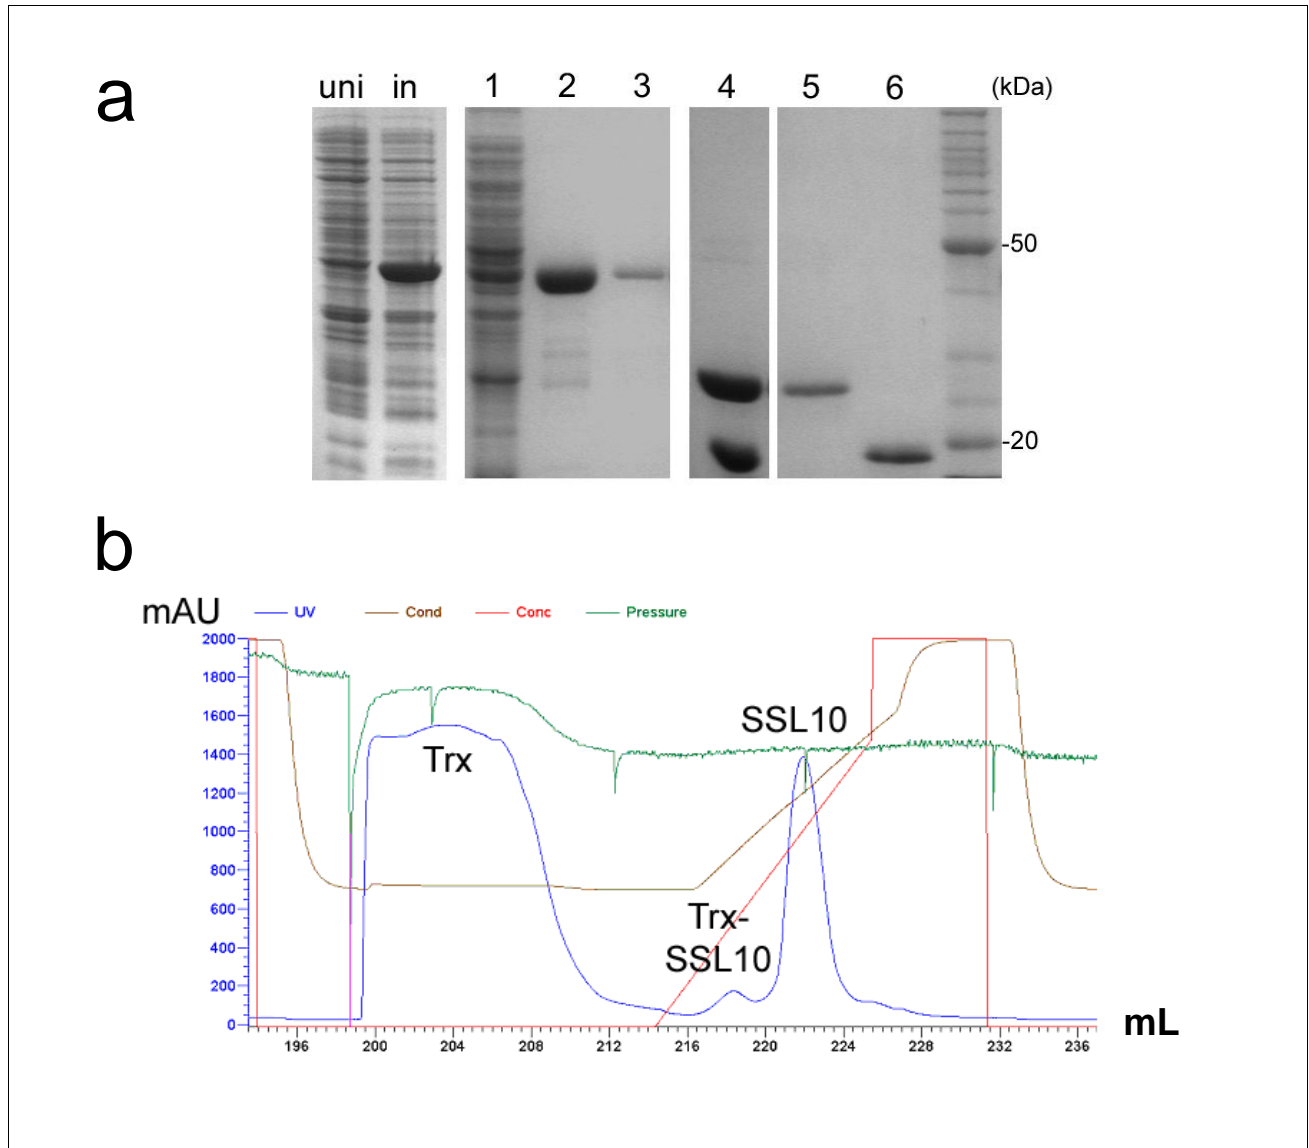 a
uni in 1 2 3 4 5 6 (kDa)
-50
-20
b
mAU
UV Cond Conc Pressure
2000
1800
1600
1400
1200
1000
800
600
400
200
0
SSL10
Trx
Trx-
SSL10
196 200 204 208 212 216 220 224 228 232 236
mL